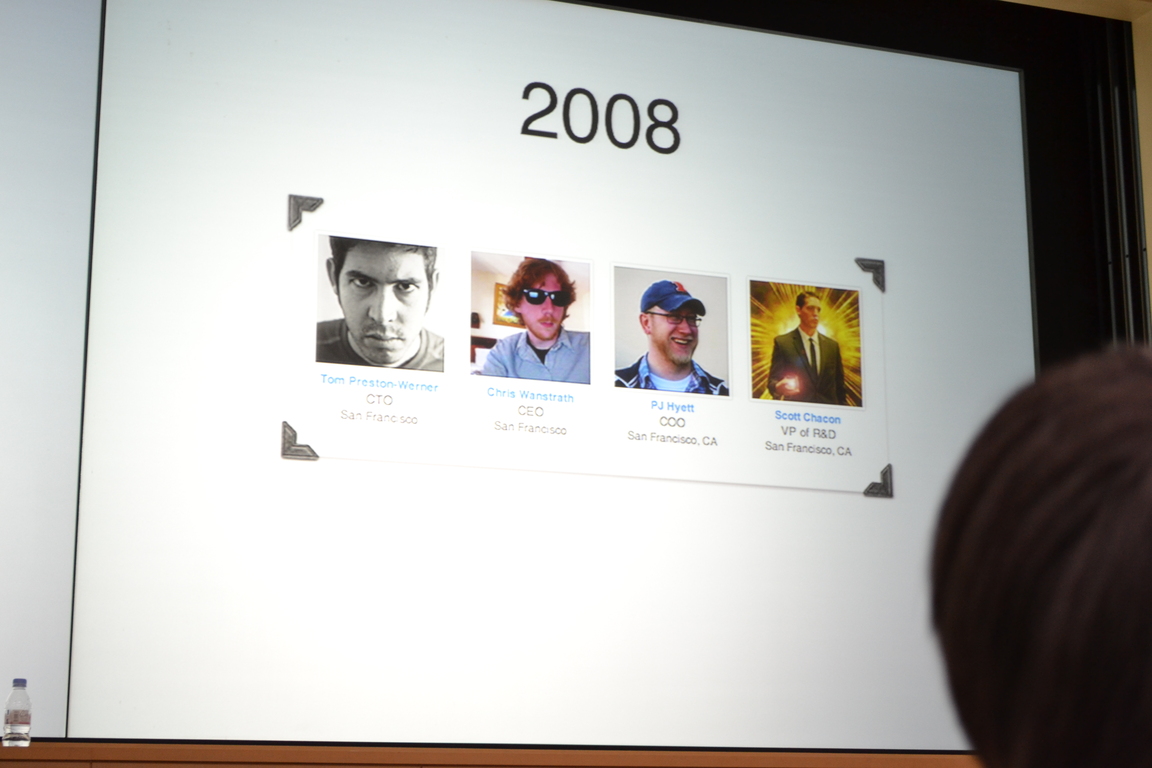 2008
Tom Preston-Werner
CTO
San Francisco
Chris Wanstrath
CEO
San Francisco
PJ Hyett
COO
San Francisco, CA
Scott Chacon
VP of R&D
San Francisco, CA